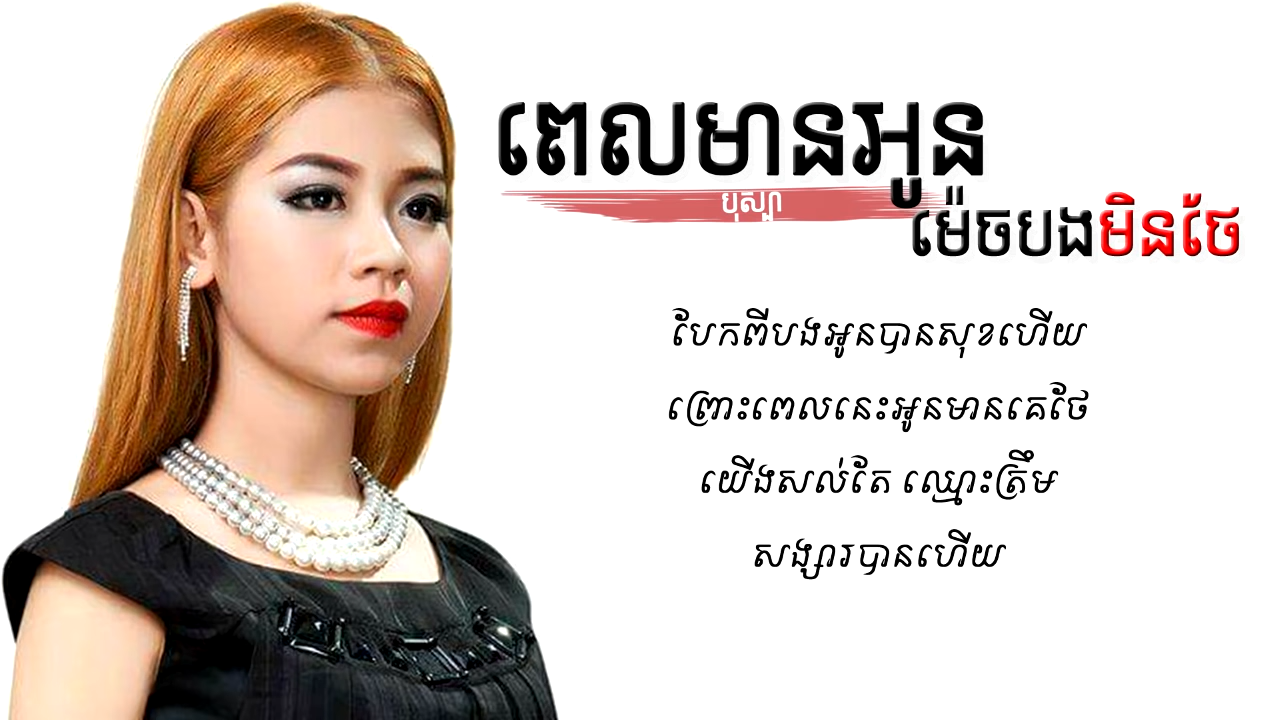 ពេលមានអូន
បុស្បា
ម៉េចបងមិនថែ
បែកពីបងអូនបានសុខហើយ
ព្រោះពេលនេះអូនមានគេថែ
យើងសល់តែ ឈ្មោះត្រឹម
សង្សារបានហើយ